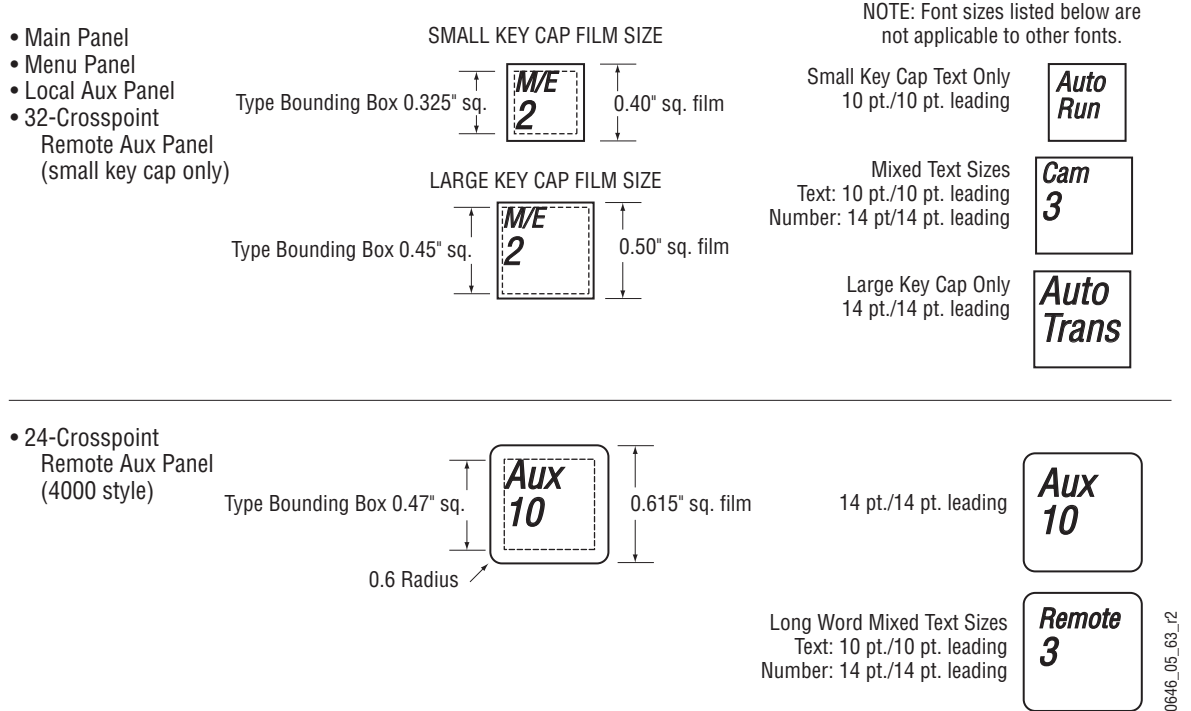 • Main Panel
• Menu Panel
• Local Aux Panel
• 32-Crosspoint
Remote Aux Panel
(small key cap only)
SMALL KEY CAP FILM SIZE
Type Bounding Box 0.325" sq.
M/E
2
0.40" sq. film
LARGE KEY CAP FILM SIZE
Type Bounding Box 0.45" sq.
M/E
2
0.50" sq. film
NOTE: Font sizes listed below are
not applicable to other fonts.
Small Key Cap Text Only
10 pt./10 pt. leading
Auto
Run
Mixed Text Sizes
Text: 10 pt./10 pt. leading
Number: 14 pt/14 pt. leading
Cam
3
Large Key Cap Only
14 pt./14 pt. leading
Auto
Trans
• 24-Crosspoint
Remote Aux Panel
(4000 style)
Type Bounding Box 0.47" sq.
Aux
10
0.615" sq. film
0.6 Radius
14 pt./14 pt. leading
Aux
10
Long Word Mixed Text Sizes
Text: 10 pt./10 pt. leading
Number: 14 pt./14 pt. leading
Remote
3
0646_05_63_r2